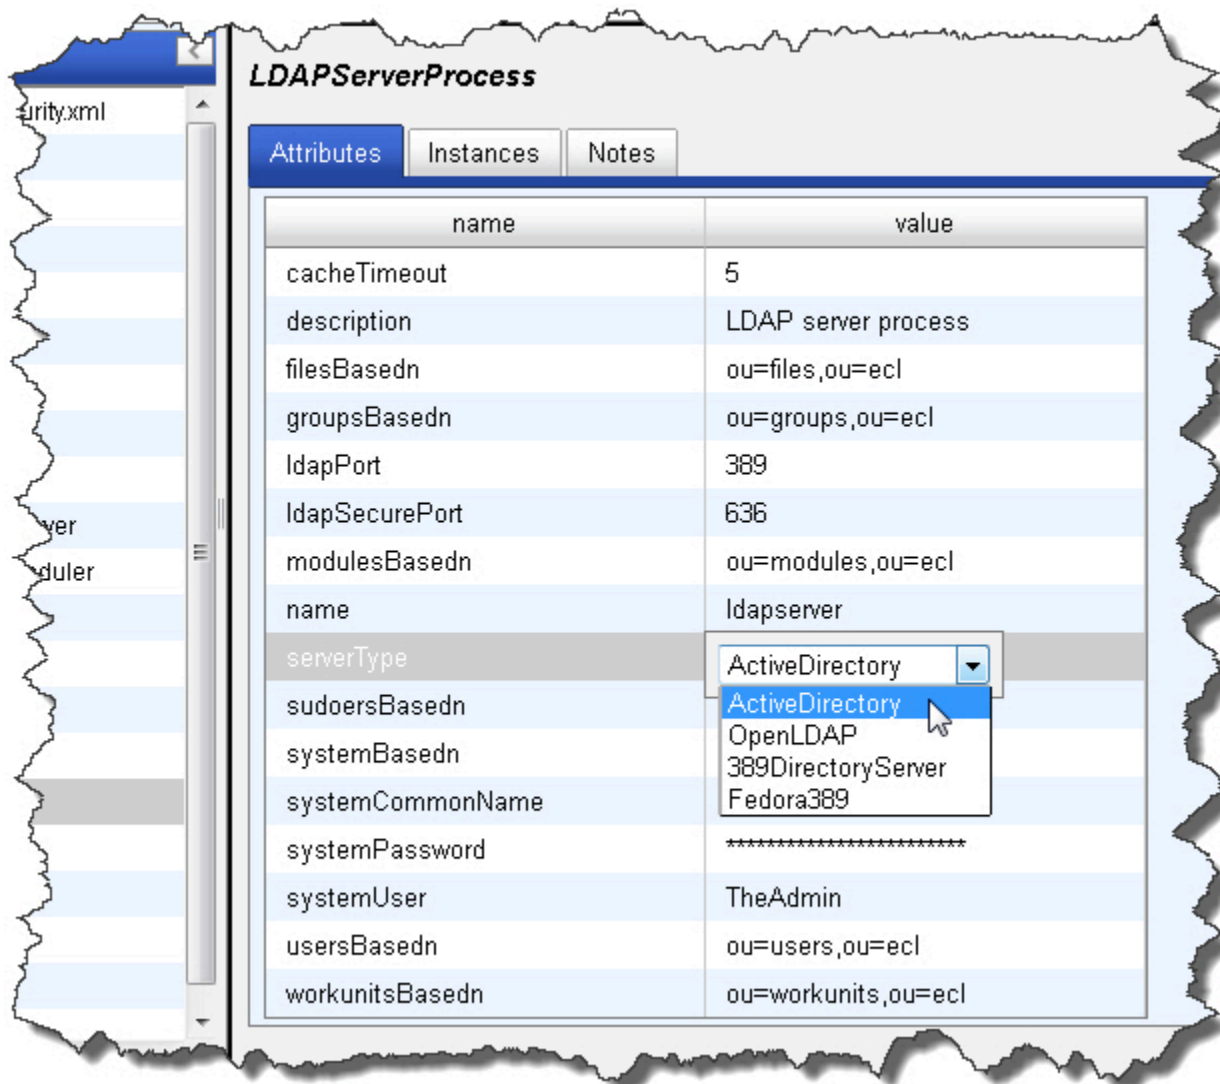 urity.xml
ver
duler
LDAPServerProcess
Attributes Instances Notes
name value
cacheTimeout 5
description LDAP server process
filesBasedn ou=files,ou=ecl
groupsBasedn ou=groups,ou=ecl
ldapPort 389
ldapSecurePort 636
modulesBasedn ou=modules,ou=ecl
name ldapserver
serverType ActiveDirectory
ActiveDirectory
sudoersBasedn
OpenLDAP
systemBasedn
389DirectoryServer
systemCommonName
Fedora389
systemPassword ************************
systemUser TheAdmin
usersBasedn ou=users,ou=ecl
workunitsBasedn ou=workunits,ou=ecl